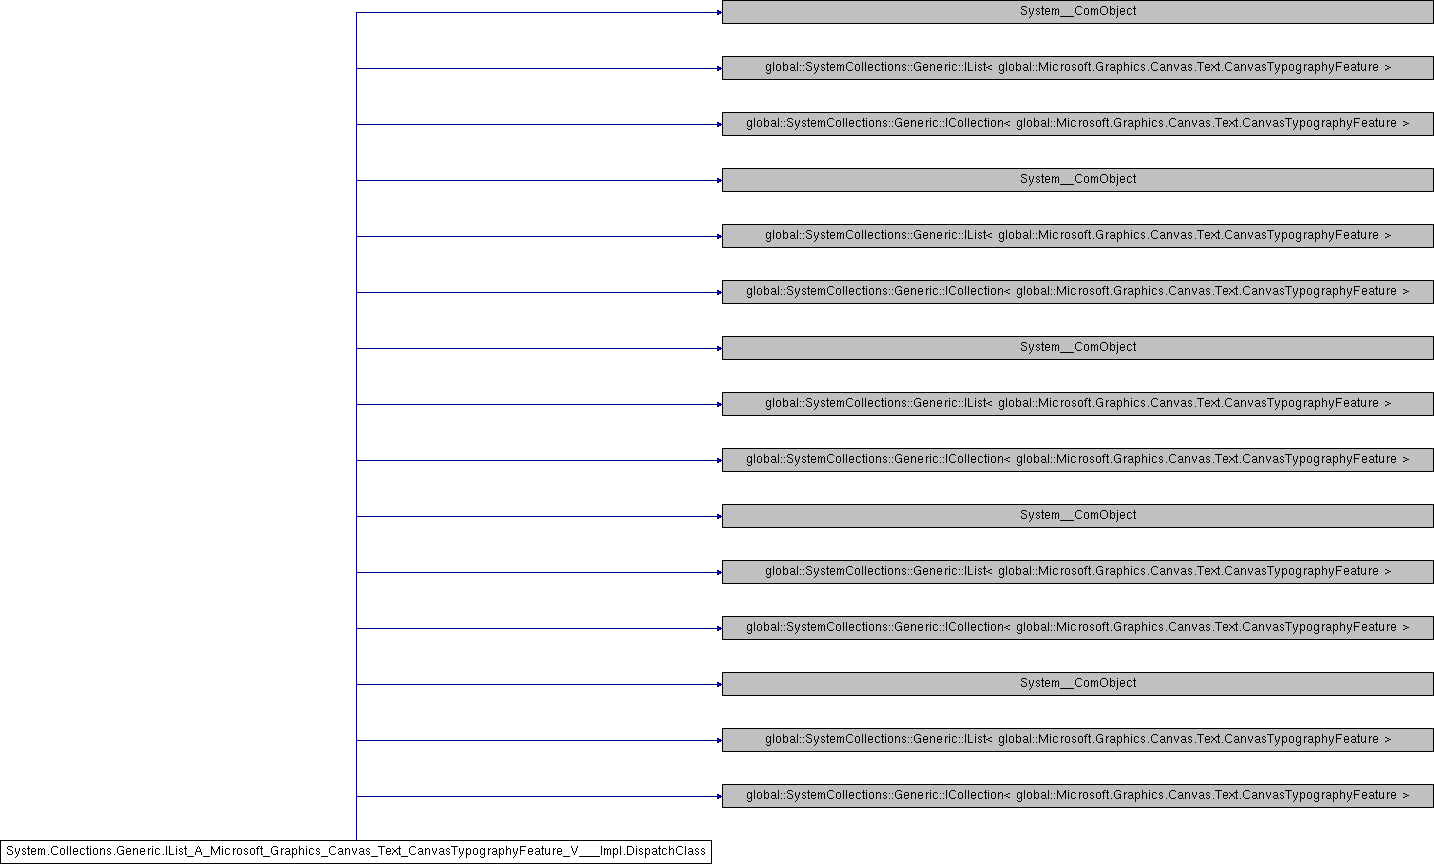 System__ComObject
global::SystemCollections::Generic::IList< global::Microsoft.Graphics.Canvas.Text.CanvasTypographyFeature >
global::SystemCollections::Generic::ICollection< global::Microsoft.Graphics.Canvas.Text.CanvasTypographyFeature >
System__ComObject
global::SystemCollections::Generic::IList< global::Microsoft.Graphics.Canvas.Text.CanvasTypographyFeature >
global::SystemCollections::Generic::ICollection< global::Microsoft.Graphics.Canvas.Text.CanvasTypographyFeature >
System__ComObject
global::SystemCollections::Generic::IList< global::Microsoft.Graphics.Canvas.Text.CanvasTypographyFeature >
global::SystemCollections::Generic::ICollection< global::Microsoft.Graphics.Canvas.Text.CanvasTypographyFeature >
System__ComObject
global::SystemCollections::Generic::IList< global::Microsoft.Graphics.Canvas.Text.CanvasTypographyFeature >
global::SystemCollections::Generic::ICollection< global::Microsoft.Graphics.Canvas.Text.CanvasTypographyFeature >
System__ComObject
global::SystemCollections::Generic::IList< global::Microsoft.Graphics.Canvas.Text.CanvasTypographyFeature >
global::SystemCollections::Generic::ICollection< global::Microsoft.Graphics.Canvas.Text.CanvasTypographyFeature >
System.Collections.Generic.IList_A_Microsoft_Graphics_Canvas_Text_CanvasTypographyFeature_V___Impl.DispatchClass